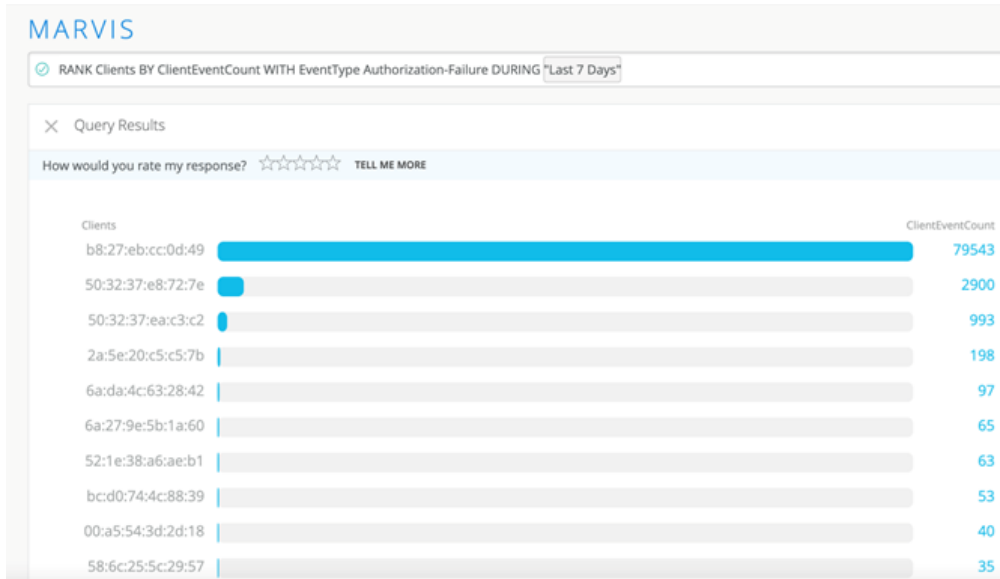 MARVIS
RANK Clients BY ClientEventCount WITH EventType Authorization-Failure DURING "Last 7 Days"
Query Results
How would you rate my response? TELL ME MORE
Clients ClientEventCount
b8:27:eb:cc:0d:49 79543
50:32:37:e8:72:7e 2900
50:32:37:ea:c3:c2 993
2a:5e:20:c5:c5:7b 198
6a:da:4c:63:28:42 97
6a:27:9e:5b:1a:60 65
52:1e:38:a6:ae:b1 63
bc:d0:74:4c:88:39 53
00:a5:54:3d:2d:18 40
58:6c:25:5c:29:57 35